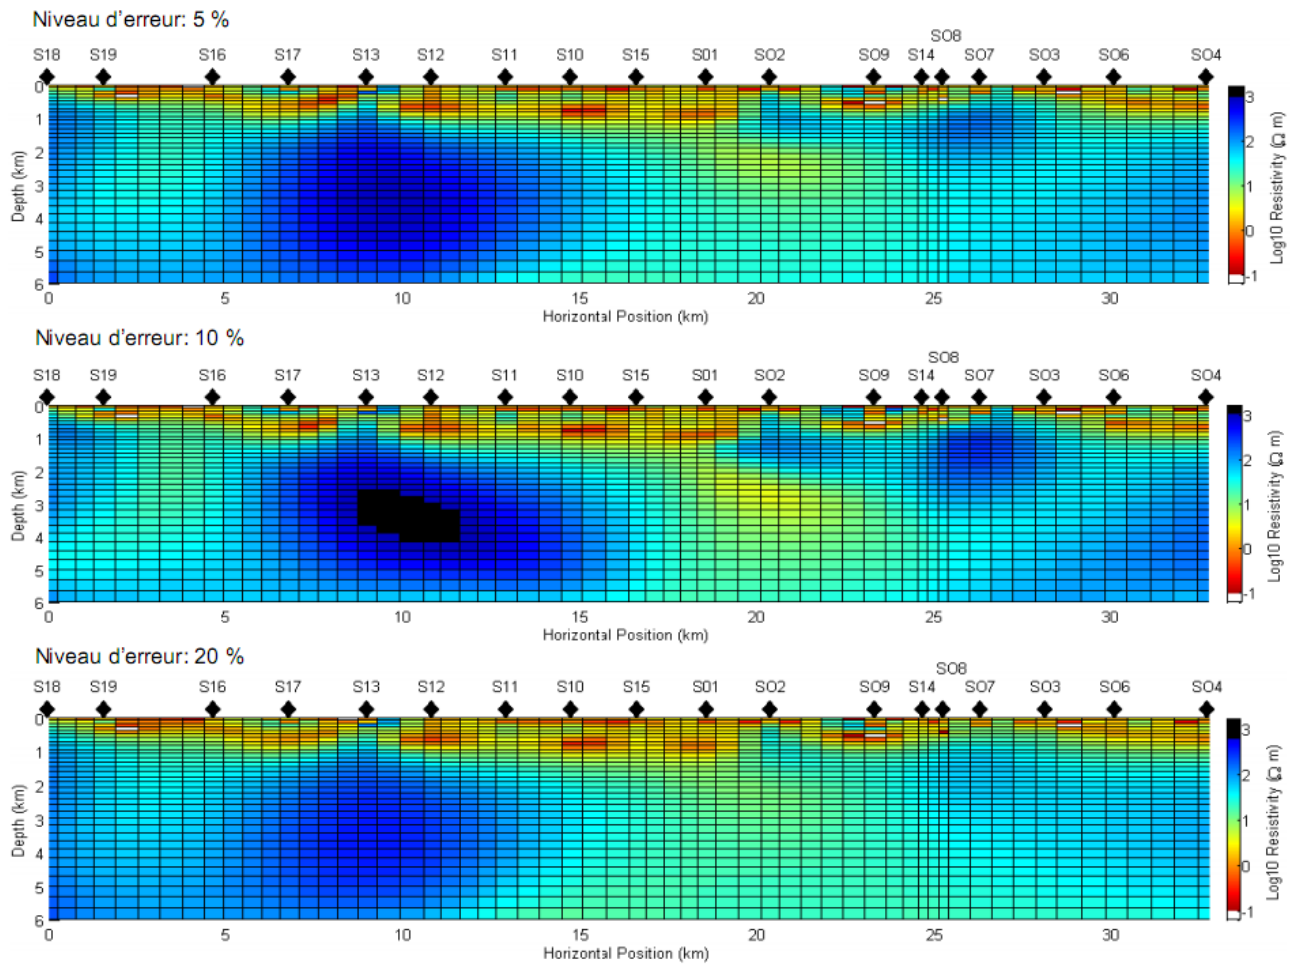 Niveau d'erreur: 5 %
SO8
S18 S19 S16 S17 S13 S12 S11 S10 S15 S01 SO2 SO9 S14 SO7 SO3 SO6 SO4
0
1
2
3
4
5
6
Depth (km)
0 5 10 15 20 25 30
Horizontal Position (km)
3
2
1
0
-1
Log10 Resistivity (Ω m)
Niveau d'erreur: 10 %
SO8
S18 S19 S16 S17 S13 S12 S11 S10 S15 S01 SO2 SO9 S14 SO7 SO3 SO6 SO4
0
1
2
3
4
5
6
Depth (km)
0 5 10 15 20 25 30
Horizontal Position (km)
3
2
1
0
-1
Log10 Resistivity (Ω m)
Niveau d'erreur: 20 %
SO8
S18 S19 S16 S17 S13 S12 S11 S10 S15 S01 SO2 SO9 S14 SO7 SO3 SO6 SO4
0
1
2
3
4
5
6
Depth (km)
0 5 10 15 20 25 30
Horizontal Position (km)
3
2
1
0
-1
Log10 Resistivity (Ω m)